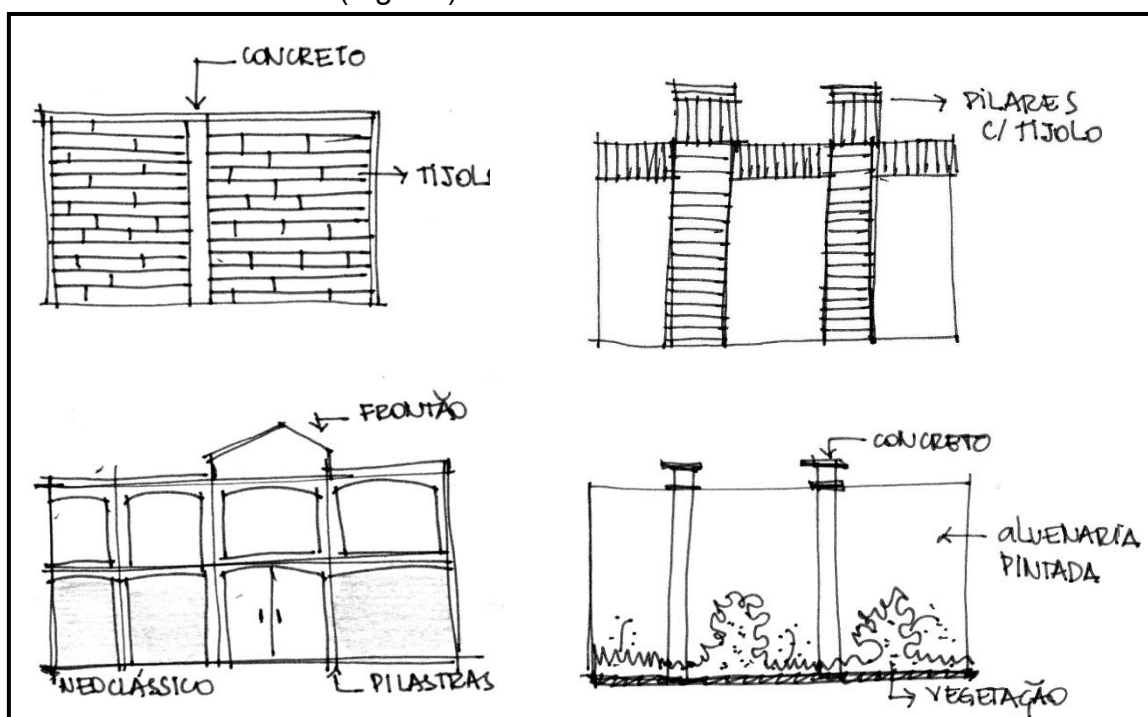 CONCRETO
TIJOL
PILARES
C/ TIJOLO
FRONTÃO
NEOCLÁSSICO
PILASTRAS
CONCRETO
ALVENARIA
PINTADA
VEGETAÇÃO